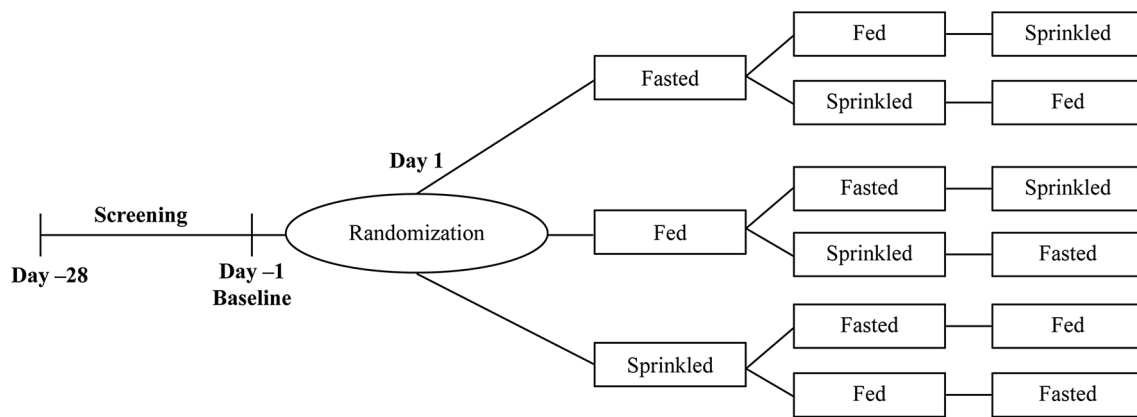 Fed
Sprinkled
Fasted
Sprinkled
Fed
Day 1
Screening
Fasted
Sprinkled
Randomization
Fed
Day –28
Day –1
Baseline
Sprinkled
Fasted
Fasted
Fed
Sprinkled
Fed
Fasted